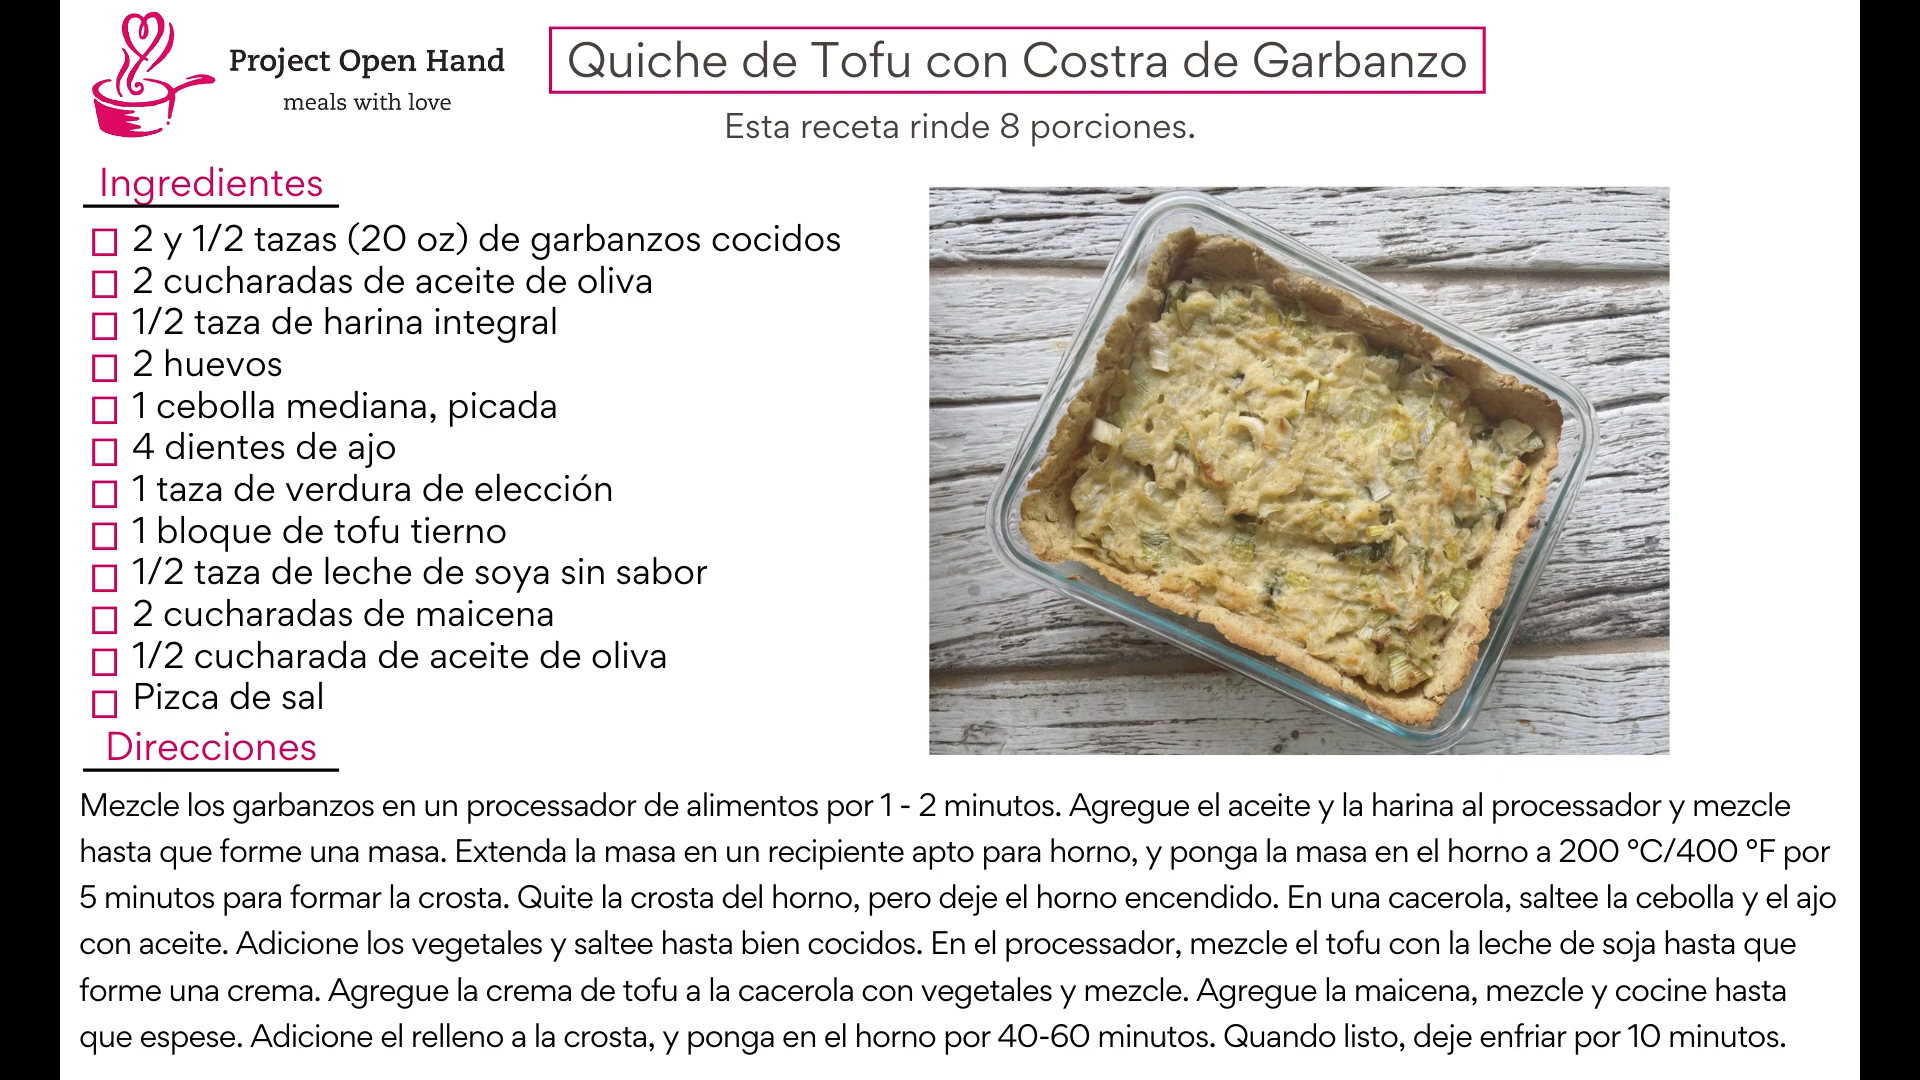 Project Open Hand
meals with love
Quiche de Tofu con Costra de Garbanzo
Esta receta rinde 8 porciones.
Ingredientes
2 y 1/2 tazas (20 oz) de garbanzos cocidos
2 cucharadas de aceite de oliva
1/2 taza de harina integral
2 huevos
1 cebolla mediana, picada
4 dientes de ajo
1 taza de verdura de elección
1 bloque de tofu tierno
1/2 taza de leche de soya sin sabor
2 cucharadas de maicena
1/2 cucharada de aceite de oliva
Pizca de sal
Direcciones
Mezcle los garbanzos en un processador de alimentos por 1 - 2 minutos. Agregue el aceite y la harina al processador y mezcle
hasta que forme una masa. Extenda la masa en un recipiente apto para horno, y ponga la masa en el horno a 200 °C/400 °F por
5 minutos para formar la crosta. Quite la crosta del horno, pero deje el horno encendido. En una cacerola, saltee la cebolla y el ajo
con aceite. Adicione los vegetales y saltee hasta bien cocidos. En el processador, mezcle el tofu con la leche de soja hasta que
forme una crema. Agregue la crema de tofu a la cacerola con vegetales y mezcle. Agregue la maicena, mezcle y cocine hasta
que espese. Adicione el relleno a la crosta, y ponga en el horno por 40-60 minutos. Quando listo, deje enfriar por 10 minutos.